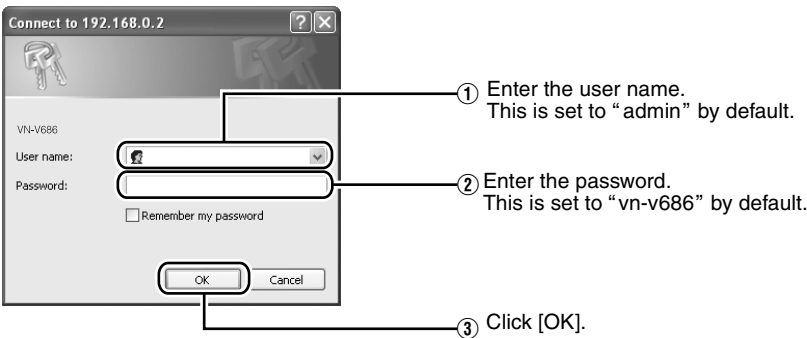 Connect to 192.168.0.2
VN-V686
User name:
Password:
Remember my password
OK
Cancel
① Enter the user name.
This is set to “admin” by default.
② Enter the password.
This is set to “vn-v686” by default.
③ Click [OK].